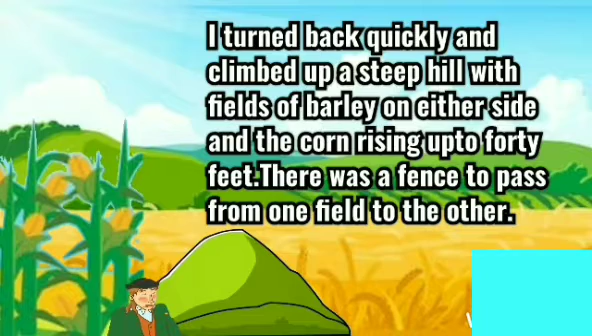 I turned back quickly and
climbed up a steep hill with
fields of barley on either side
and the corn rising upto forty
feet.There was a fence to pass
from one field to the other.